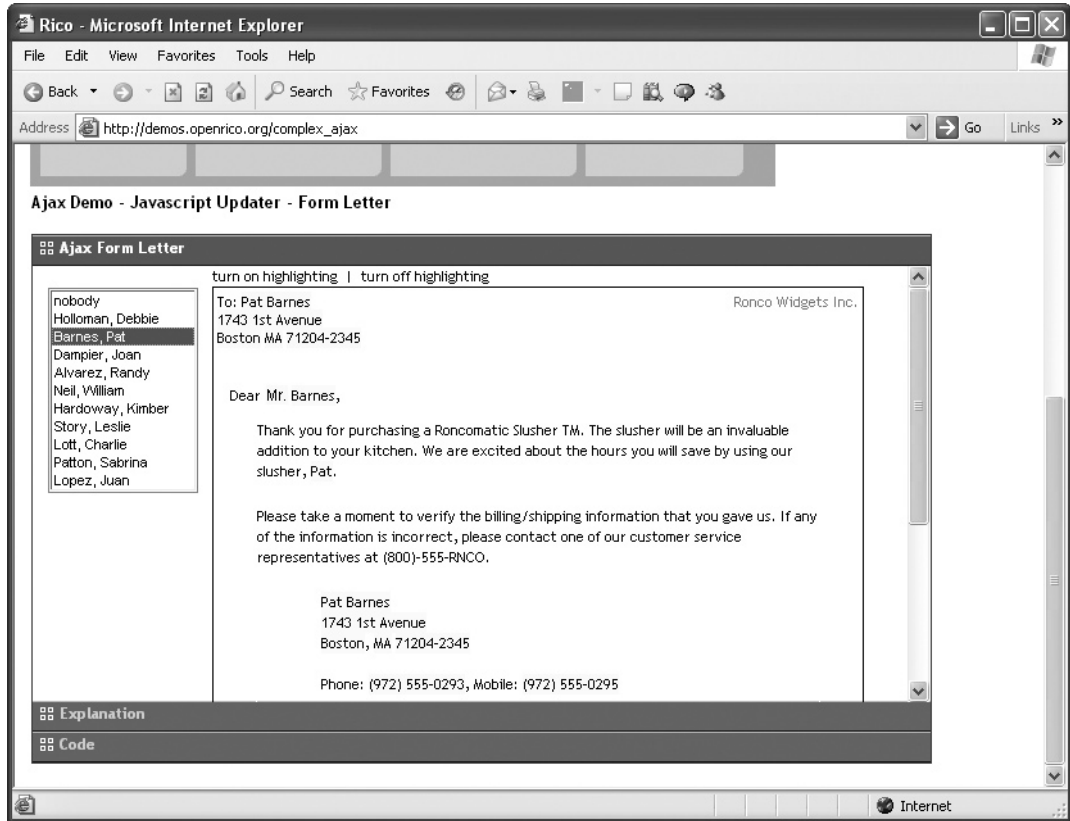 Rico - Microsoft Internet Explorer
File Edit View Favorites Tools Help
Back Search Favorites
Address http://demos.openrico.org/complex_ajax Go Links »
Ajax Demo - Javascript Updater - Form Letter
Ajax Form Letter
turn on highlighting | turn off highlighting
nobody
Holloman, Debbie
Barnes, Pat
Dampier, Joan
Alvarez, Randy
Neil, William
Hardoway, Kimber
Story, Leslie
Lott, Charlie
Patton, Sabrina
Lopez, Juan
To: Pat Barnes Ronco Widgets Inc.
1743 1st Avenue
Boston MA 71204-2345
Dear Mr. Barnes,
Thank you for purchasing a Roncomatic Slusher TM. The slusher will be an invaluable
addition to your kitchen. We are excited about the hours you will save by using our
slusher, Pat.
Please take a moment to verify the billing/shipping information that you gave us. If any
of the information is incorrect, please contact one of our customer service
representatives at (800)-555-RNCO.
Pat Barnes
1743 1st Avenue
Boston, MA 71204-2345
Phone: (972) 555-0293, Mobile: (972) 555-0295
Explanation
Code
Internet